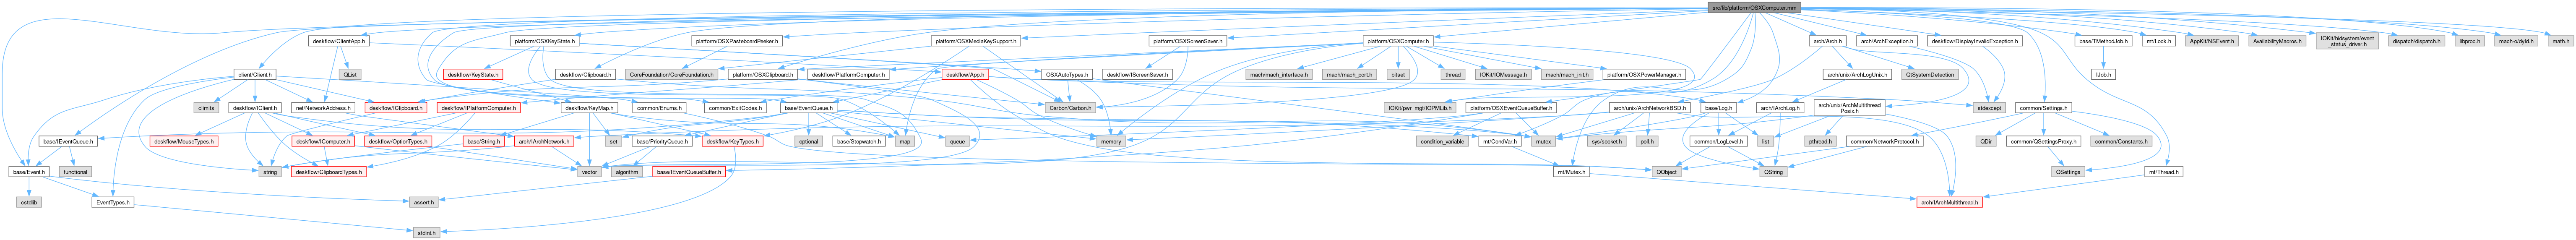 src/lib/platform/OSXComputer.mm
deskflow/ClientApp.h
platform/OSXKeyState.h
platform/OSXPasteboardPeeker.h
platform/OSXMediaKeySupport.h
platform/OSXScreenSaver.h
platform/OSXComputer.h
arch/Arch.h
arch/ArchException.h
deskflow/DisplayInvalidException.h
base/TMethodJob.h
mt/Lock.h
AppKit/NSEvent.h
AvailabilityMacros.h
IOKit/hidsystem/event
_status_driver.h
dispatch/dispatch.h
libproc.h
mach-o/dyld.h
math.h
client/Client.h
QList
deskflow/KeyState.h
deskflow/Clipboard.h
CoreFoundation/CoreFoundation.h
platform/OSXClipboard.h
deskflow/PlatformComputer.h
deskflow/App.h
OSXAutoTypes.h
deskflow/IScreenSaver.h
mach/mach_interface.h
mach/mach_port.h
bitset
thread
IOKit/IOMessage.h
mach/mach_init.h
platform/OSXPowerManager.h
arch/unix/ArchLogUnix.h
QtSystemDetection
IJob.h
climits
deskflow/IClient.h
net/NetworkAddress.h
deskflow/IClipboard.h
deskflow/IPlatformComputer.h
deskflow/KeyMap.h
common/Enums.h
common/ExitCodes.h
base/EventQueue.h
Carbon/Carbon.h
IOKit/pwr_mgt/IOPMLib.h
platform/OSXEventQueueBuffer.h
arch/unix/ArchNetworkBSD.h
base/Log.h
arch/IArchLog.h
arch/unix/ArchMultithread
Posix.h
stdexcept
common/Settings.h
base/IEventQueue.h
deskflow/MouseTypes.h
deskflow/IComputer.h
deskflow/OptionTypes.h
base/String.h
arch/IArchNetwork.h
set
base/PriorityQueue.h
deskflow/KeyTypes.h
optional
base/Stopwatch.h
map
queue
memory
condition_variable
mt/CondVar.h
mutex
sys/socket.h
poll.h
common/LogLevel.h
list
pthread.h
common/NetworkProtocol.h
QDir
common/QSettingsProxy.h
common/Constants.h
base/Event.h
functional
string
deskflow/ClipboardTypes.h
vector
algorithm
base/IEventQueueBuffer.h
QObject
mt/Mutex.h
QString
QSettings
mt/Thread.h
cstdlib
EventTypes.h
assert.h
arch/IArchMultithread.h
stdint.h